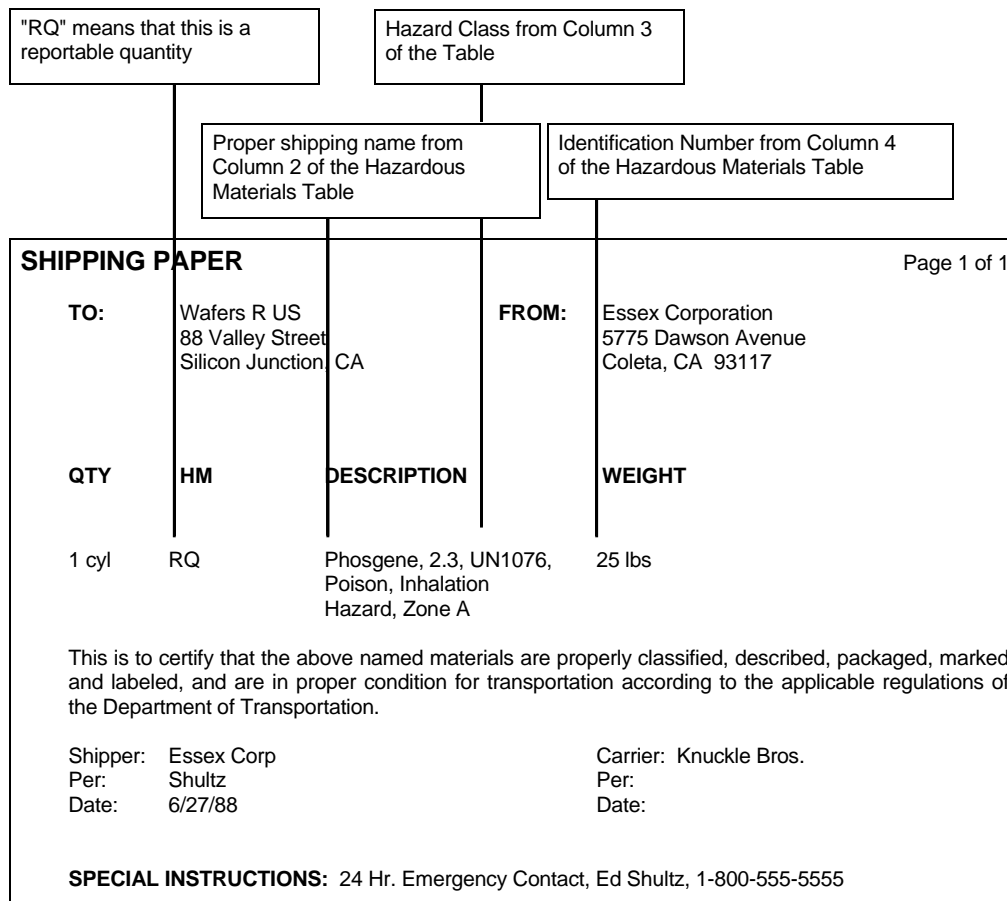 "RQ" means that this is a
reportable quantity
Hazard Class from Column 3
of the Table
Proper shipping name from
Column 2 of the Hazardous
Materials Table
Identification Number from Column 4
of the Hazardous Materials Table
SHIPPING PAPER Page 1 of 1
TO: Wafers R US FROM: Essex Corporation
88 Valley Street 5775 Dawson Avenue
Silicon Junction, CA Coleta, CA 93117
QTY HM DESCRIPTION WEIGHT
1 cyl RQ Phosgene, 2.3, UN1076, 25 lbs
Poison, Inhalation
Hazard, Zone A
This is to certify that the above named materials are properly classified, described, packaged, marked
and labeled, and are in proper condition for transportation according to the applicable regulations of
the Department of Transportation.
Shipper: Essex Corp Carrier: Knuckle Bros.
Per: Shultz Per:
Date: 6/27/88 Date:
SPECIAL INSTRUCTIONS: 24 Hr. Emergency Contact, Ed Shultz, 1-800-555-5555